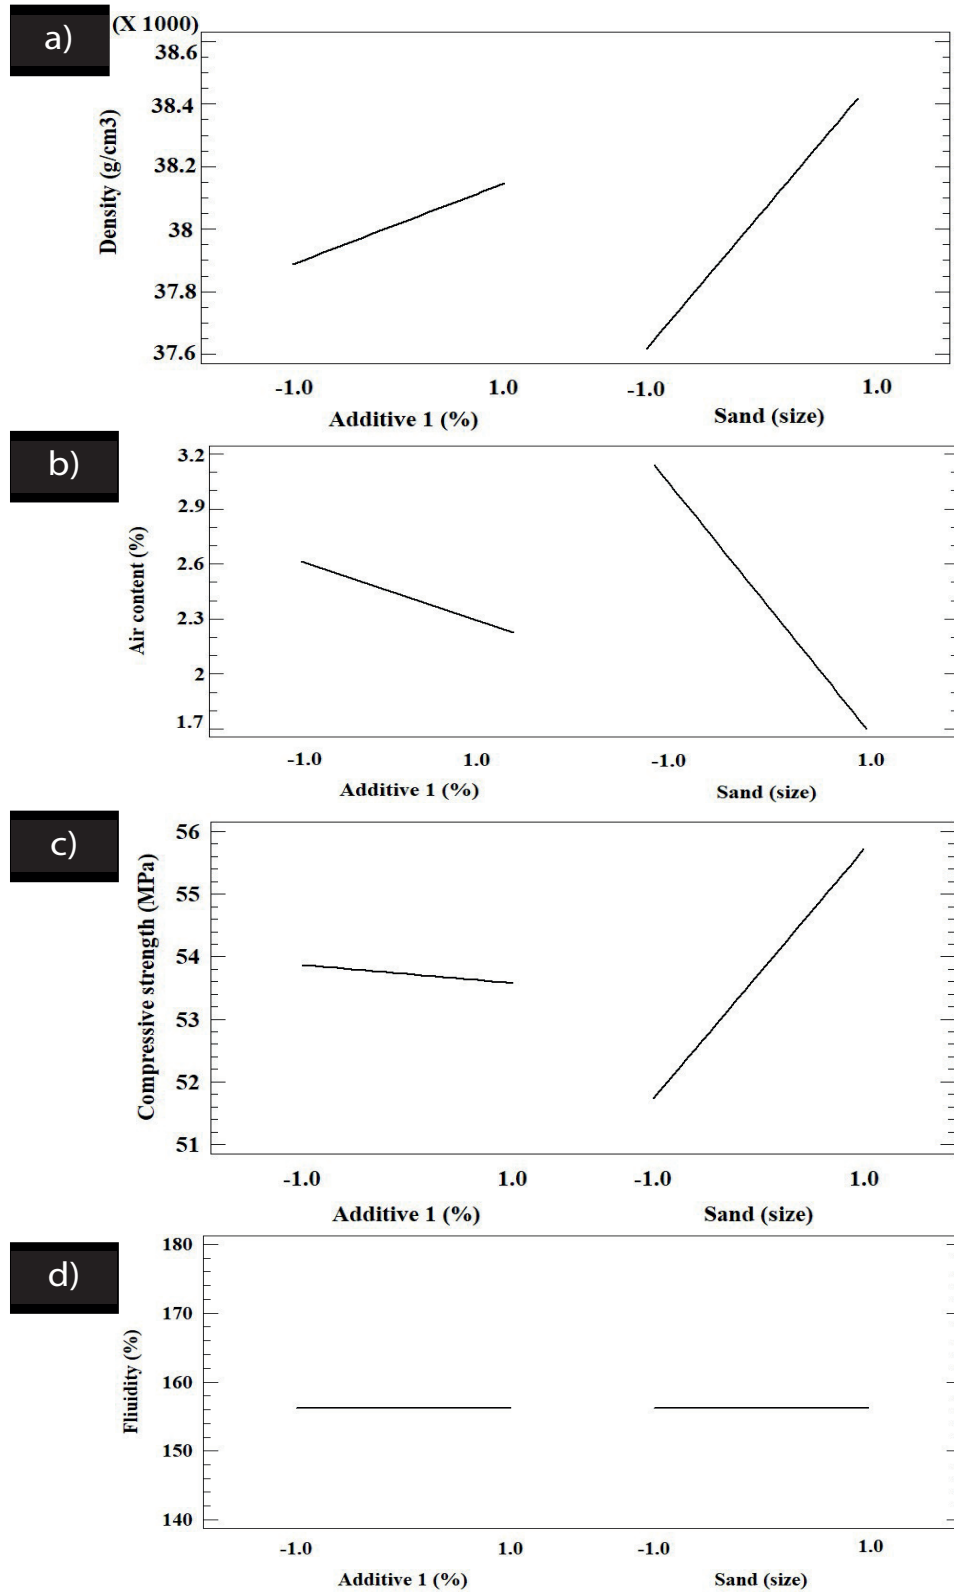 a)
(X 1000)
38.6
38.4
38.2
38
37.8
37.6
Density (g/cm3)
-1.0 1.0 -1.0 1.0
Additive 1 (%) Sand (size)
b)
3.2
2.9
2.6
2.3
2
1.7
Air content (%)
-1.0 1.0 -1.0 1.0
Additive 1 (%) Sand (size)
c)
56
55
54
53
52
51
Compressive strength (MPa)
-1.0 1.0 -1.0 1.0
Additive 1 (%) Sand (size)
d)
180
170
160
150
140
Fliuidity (%)
-1.0 1.0 -1.0 1.0
Additive 1 (%) Sand (size)